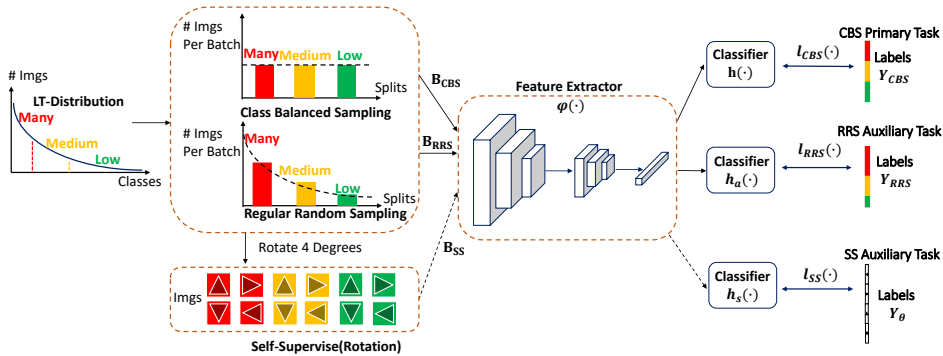 # Imgs
LT-Distribution
Many
Medium
Low
Classes
# Imgs
Per Batch
Many
Medium
Low
Splits
Class Balanced Sampling
# Imgs
Per Batch
Many
Medium
Low
Splits
Regular Random Sampling
Rotate 4 Degrees
Imgs
Self-Supervise(Rotation)
B_CBS
B_RRS
B_SS
Feature Extractor
φ(·)
Classifier
h(·)
l_CBS(·)
CBS Primary Task
Labels
Y_CBS
Classifier
h_a(·)
l_RRS(·)
RRS Auxiliary Task
Labels
Y_RRS
Classifier
h_s(·)
l_SS(·)
SS Auxiliary Task
Labels
Y_θ